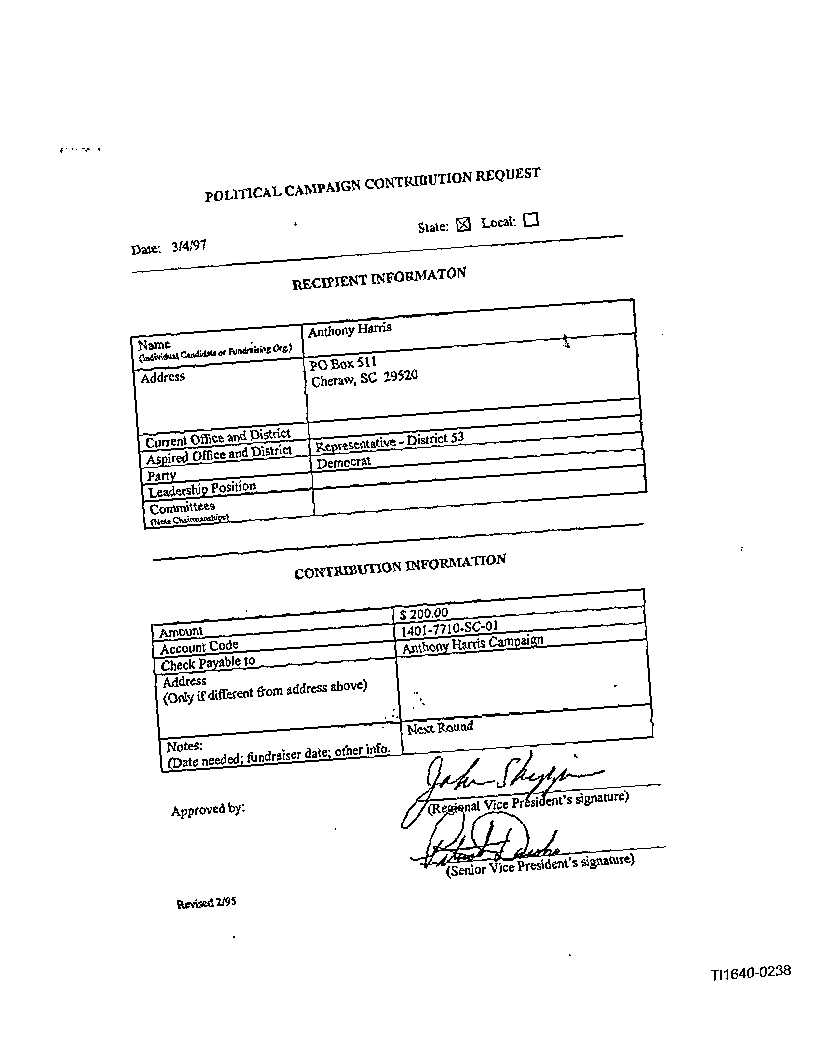 POLITICAL CAMPAIGN CONTRIBUTION REQUEST
State: ☒ Local: ☐
Date: 3/4/97
RECIPIENT INFORMATON
Name Anthony Harris
(Individual Candidate or Fundraising Org.)
Address PO Box 511
Cheraw, SC 29520
Current Office and District
Aspired Office and District Representative - District 53
Party Democrat
Leadership Position
Committees
(Note Chairmanships)
CONTRIBUTION INFORMATION
Amount $ 200.00
Account Code 1401-7710-SC-01
Check Payable to Anthony Harris Campaign
Address
(Only if different from address above)
Notes: Next Round
(Date needed; fundraiser date; other info.
John
Approved by:
(Regional Vice President's signature)
(Senior Vice President's signature)
Revised 2/95
TI1640-0238